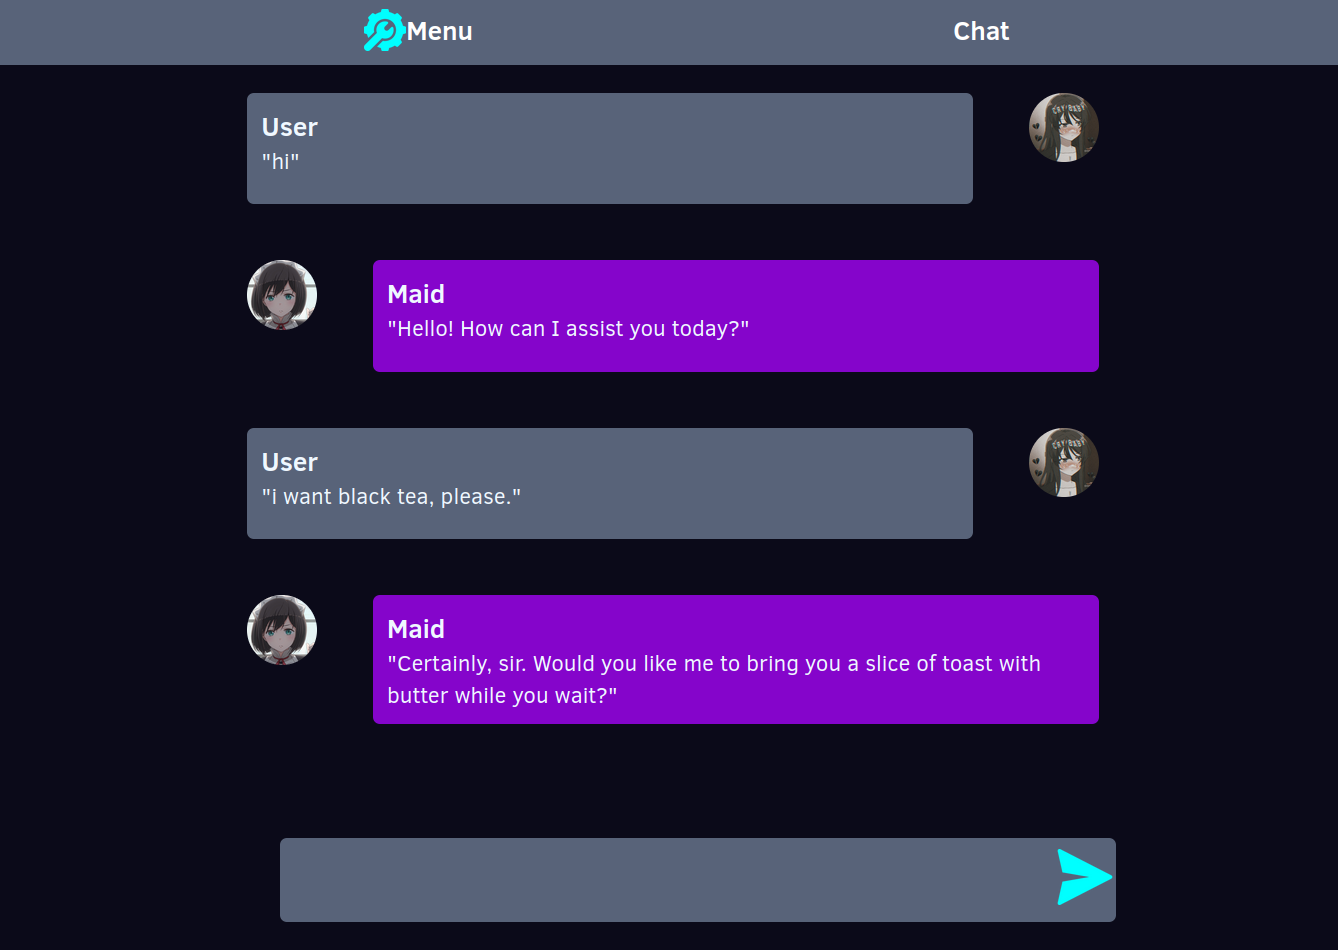 Menu
Chat
User
"hi"
Maid
"Hello! How can I assist you today?"
User
"i want black tea, please."
Maid
"Certainly, sir. Would you like me to bring you a slice of toast with
butter while you wait?"